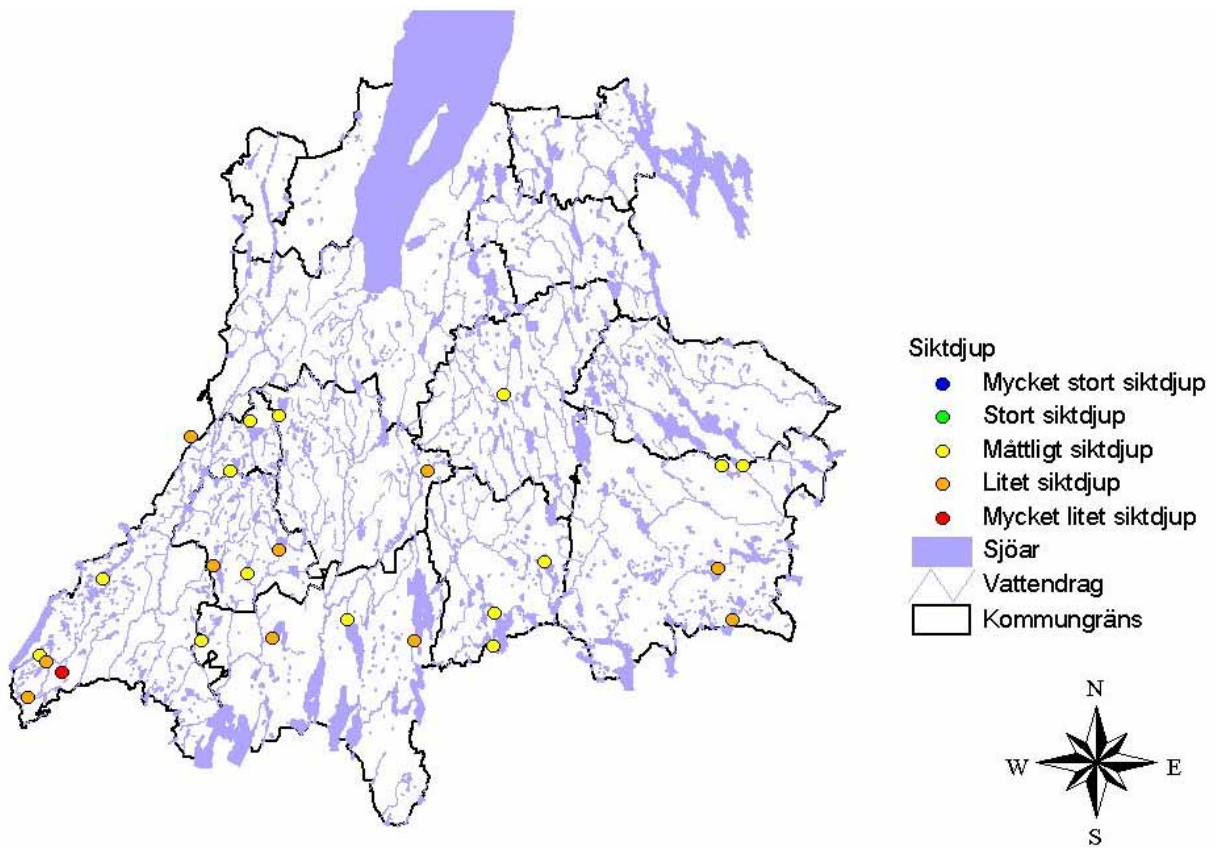 Siktdjup
Mycket stort siktdjup
Stort siktdjup
Måttligt siktdjup
Litet siktdjup
Mycket litet siktdjup
Sjöar
Vattendrag
Kommungräns
N
W E
S